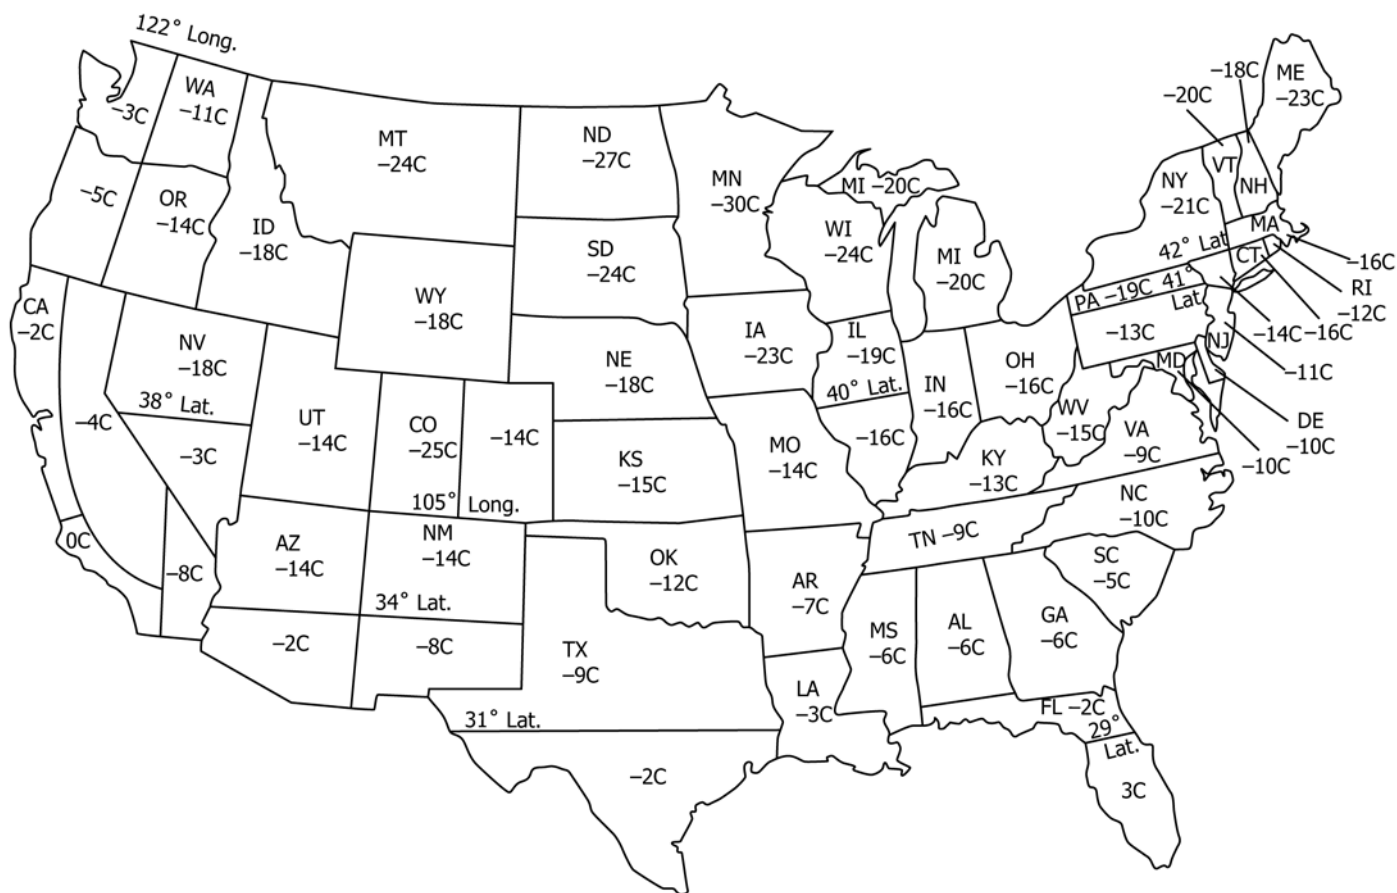 122° Long.
–3C
WA
–11C
–5C
OR
–14C
ID
–18C
MT
–24C
ND
–27C
MN
–30C
SD
–24C
WY
–18C
WI
–24C
MI –20C
MI
–20C
–20C
–18C
ME
–23C
VT
NH
NY
–21C
MA
42° Lat
CT
–16C
RI
–12C
–16C
–14C
PA –19C 41°
Lat.
–13C
NJ
–11C
MD
DE
–10C
–10C
CA
–2C
–4C
0C
–8C
NV
–18C
38° Lat.
–3C
UT
–14C
CO
–25C
–14C
105° Long.
NE
–18C
KS
–15C
IA
–23C
IL
–19C
40° Lat.
–16C
IN
–16C
OH
–16C
WV
–15C
VA
–9C
KY
–13C
MO
–14C
AZ
–14C
–2C
NM
–14C
34° Lat.
–8C
OK
–12C
TX
–9C
31° Lat.
–2C
AR
–7C
LA
–3C
TN –9C
NC
–10C
SC
–5C
MS
–6C
AL
–6C
GA
–6C
FL –2C
29°
Lat.
3C